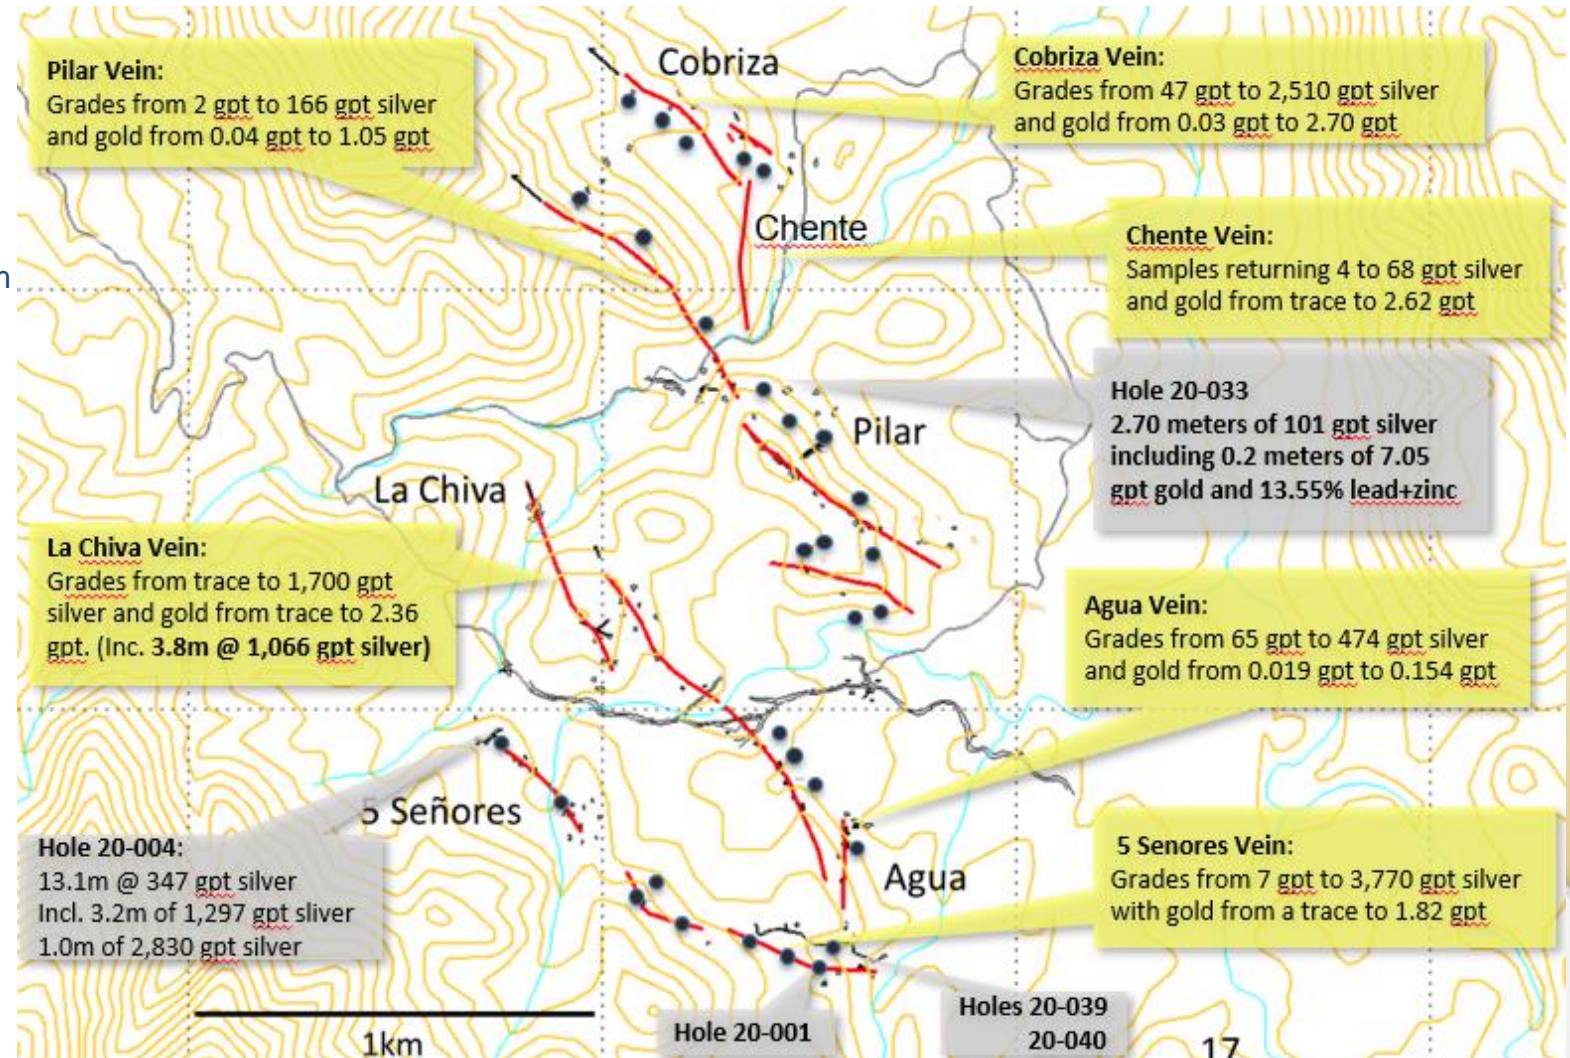 Cobriza
Pilar Vein:
Grades from 2 gpt to 166 gpt silver
and gold from 0.04 gpt to 1.05 gpt
Cobriza Vein:
Grades from 47 gpt to 2,510 gpt silver
and gold from 0.03 gpt to 2.70 gpt
Chente
Chente Vein:
Samples returning 4 to 68 gpt silver
and gold from trace to 2.62 gpt
Hole 20-033
2.70 meters of 101 gpt silver
including 0.2 meters of 7.05
gpt gold and 13.55% lead+zinc
Pilar
La Chiva
La Chiva Vein:
Grades from trace to 1,700 gpt
silver and gold from trace to 2.36
gpt. (Inc. 3.8m @ 1,066 gpt silver)
Agua Vein:
Grades from 65 gpt to 474 gpt silver
and gold from 0.019 gpt to 0.154 gpt
5 Señores
Hole 20-004:
13.1m @ 347 gpt silver
Incl. 3.2m of 1,297 gpt sliver
1.0m of 2,830 gpt silver
Agua
5 Senores Vein:
Grades from 7 gpt to 3,770 gpt silver
with gold from a trace to 1.82 gpt
Hole 20-001
Holes 20-039
20-040
1km
17